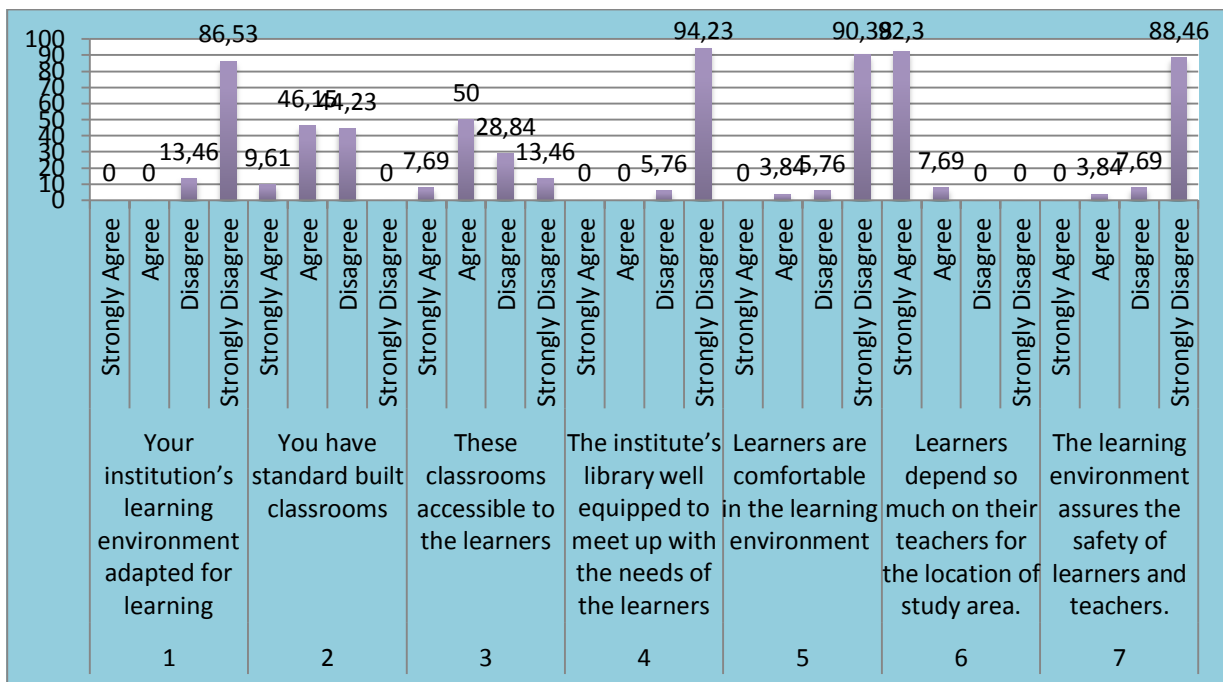 100
90
80
70
60
50
40
30
20
10
0
0
0
13,46
86,53
9,61
46,15
44,23
0
7,69
50
28,84
13,46
0
0
5,76
94,23
0
3,84
5,76
90,38
92,3
7,69
0
0
0
3,84
7,69
88,46
Strongly Agree
Agree
Disagree
Strongly Disagree
Strongly Agree
Agree
Disagree
Strongly Disagree
Strongly Agree
Agree
Disagree
Strongly Disagree
Strongly Agree
Agree
Disagree
Strongly Disagree
Strongly Agree
Agree
Disagree
Strongly Disagree
Strongly Agree
Agree
Disagree
Strongly Disagree
Strongly Agree
Agree
Disagree
Strongly Disagree
Your
institution’s
learning
environment
adapted for
learning
You have
standard built
classrooms
These
classrooms
accessible to
the learners
The institute’s
library well
equipped to
meet up with
the needs of
the learners
Learners are
comfortable
in the learning
environment
Learners
depend so
much on their
teachers for
the location of
study area.
The learning
environment
assures the
safety of
learners and
teachers.
1
2
3
4
5
6
7